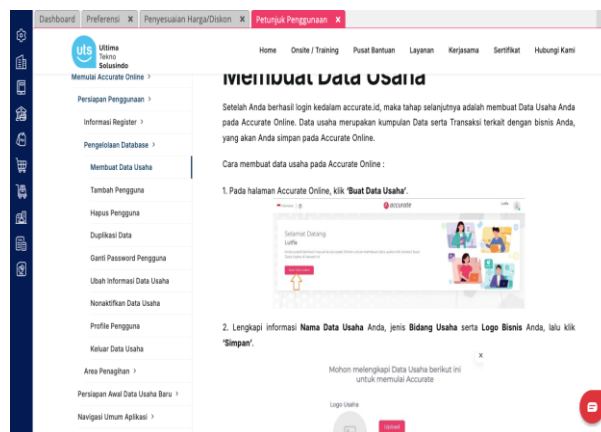 Dashboard
Preferensi X
Penyesuaian Harga/Diskon X
Petunjuk Penggunaan X
uts Ultima
Tekno
Solusindo
Home
Onsite / Training
Pusat Bantuan
Layanan
Kerjasama
Sertifikat
Hubungi Kami
Memulai Accurate Online >
Persiapan Penggunaan >
Informasi Register >
Pengelolaan Database >
Membuat Data Usaha
Tambah Pengguna
Hapus Pengguna
Duplikasi Data
Ganti Password Pengguna
Ubah Informasi Data Usaha
Nonaktifkan Data Usaha
Profile Pengguna
Keluar Data Usaha
Area Penagihan >
Persiapan Awal Data Usaha Baru >
Navigasi Umum Aplikasi >
Membuat Data Usaha
Setelah Anda berhasil login kedalam accurate.id, maka tahap selanjutnya adalah membuat Data Usaha Anda
pada Accurate Online. Data usaha merupakan kumpulan Data serta Transaksi terkait dengan bisnis Anda,
yang akan Anda simpan pada Accurate Online.
Cara membuat data usaha pada Accurate Online :
1. Pada halaman Accurate Online, klik 'Buat Data Usaha'.
accurate
Selamat Datang
Lutfia
2. Lengkapi informasi Nama Data Usaha Anda, jenis Bidang Usaha serta Logo Bisnis Anda, lalu klik
'Simpan'.
X
Mohon melengkapi Data Usaha berikut ini
untuk memulai Accurate
Logo Usaha
Upload